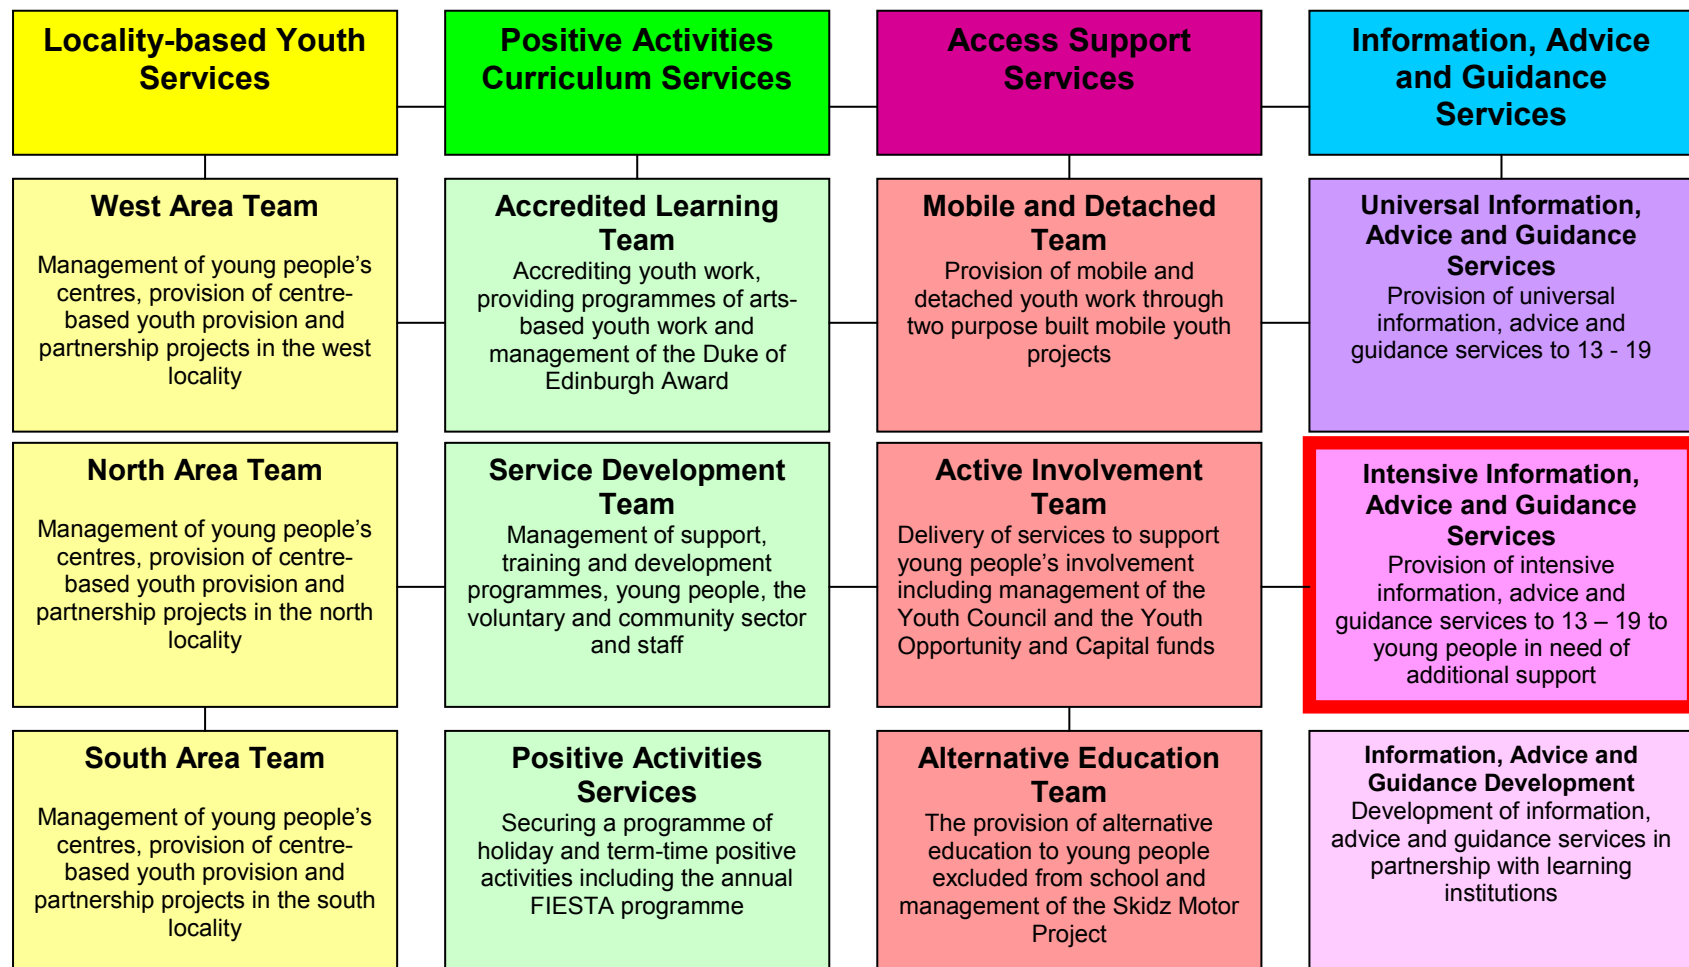 Locality-based Youth
Services
Positive Activities
Curriculum Services
Access Support
Services
Information, Advice
and Guidance
Services
West Area Team
Management of young people’s
centres, provision of centre-
based youth provision and
partnership projects in the west
locality
Accredited Learning
Team
Accrediting youth work,
providing programmes of arts-
based youth work and
management of the Duke of
Edinburgh Award
Mobile and Detached
Team
Provision of mobile and
detached youth work through
two purpose built mobile youth
projects
Universal Information,
Advice and Guidance
Services
Provision of universal
information, advice and
guidance services to 13 - 19
North Area Team
Management of young people’s
centres, provision of centre-
based youth provision and
partnership projects in the north
locality
Service Development
Team
Management of support,
training and development
programmes, young people, the
voluntary and community sector
and staff
Active Involvement
Team
Delivery of services to support
young people’s involvement
including management of the
Youth Council and the Youth
Opportunity and Capital funds
Intensive Information,
Advice and Guidance
Services
Provision of intensive
information, advice and
guidance services to 13 – 19 to
young people in need of
additional support
South Area Team
Management of young people’s
centres, provision of centre-
based youth provision and
partnership projects in the south
locality
Positive Activities
Services
Securing a programme of
holiday and term-time positive
activities including the annual
FIESTA programme
Alternative Education
Team
The provision of alternative
education to young people
excluded from school and
management of the Skidz Motor
Project
Information, Advice and
Guidance Development
Development of information,
advice and guidance services in
partnership with learning
institutions